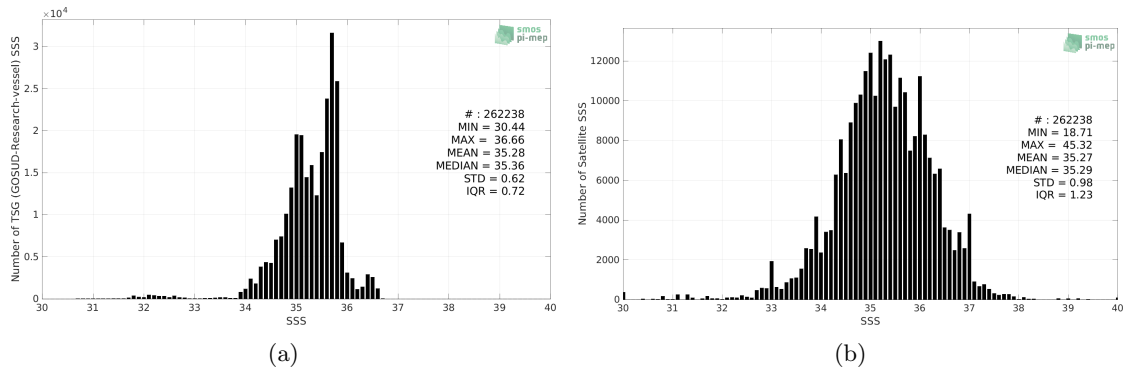 ×10⁴
smos
pi-mep
Number of TSG (GOSUD-Research-vessel) SSS
3
2.5
2
1.5
1
0.5
0
# : 262238
MIN = 30.44
MAX = 36.66
MEAN = 35.28
MEDIAN = 35.36
STD = 0.62
IQR = 0.72
30 31 32 33 34 35 36 37 38 39 40
SSS
(a)
smos
pi-mep
Number of Satellite SSS
12000
10000
8000
6000
4000
2000
0
# : 262238
MIN = 18.71
MAX = 45.32
MEAN = 35.27
MEDIAN = 35.29
STD = 0.98
IQR = 1.23
30 31 32 33 34 35 36 37 38 39 40
SSS
(b)